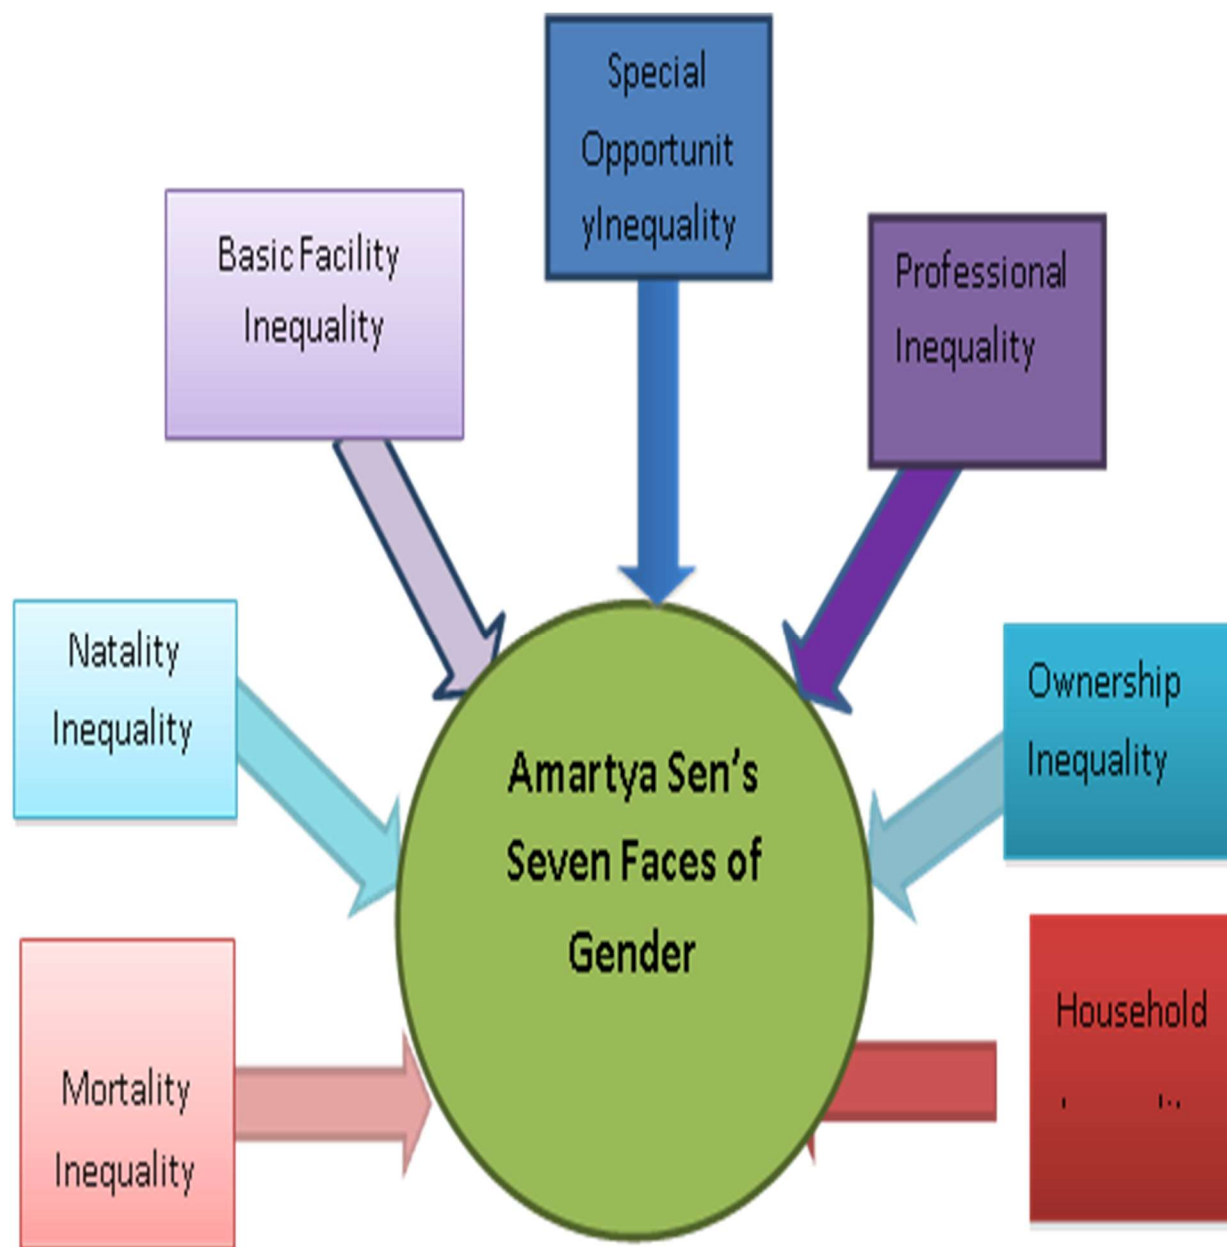 Special
Opportunit
yInequality
Basic Facility
Inequality
Professional
Inequality
Natality
Inequality
Ownership
Inequality
Amartya Sen's
Seven Faces of
Gender
Household
Mortality
Inequality